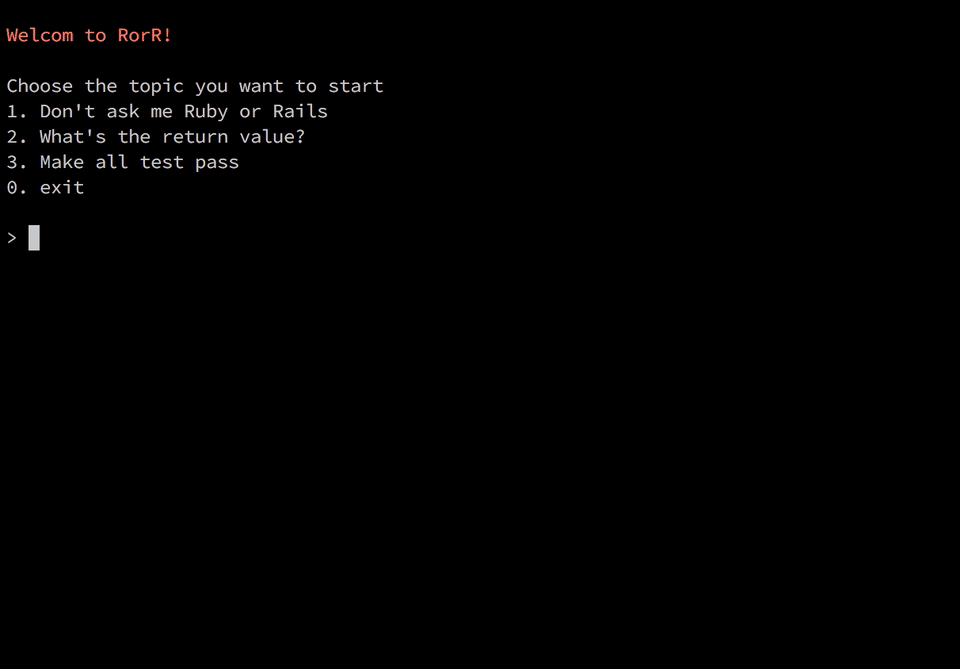 Welcom to RorR!
Choose the topic you want to start
1. Don't ask me Ruby or Rails
2. What's the return value?
3. Make all test pass
0. exit
>